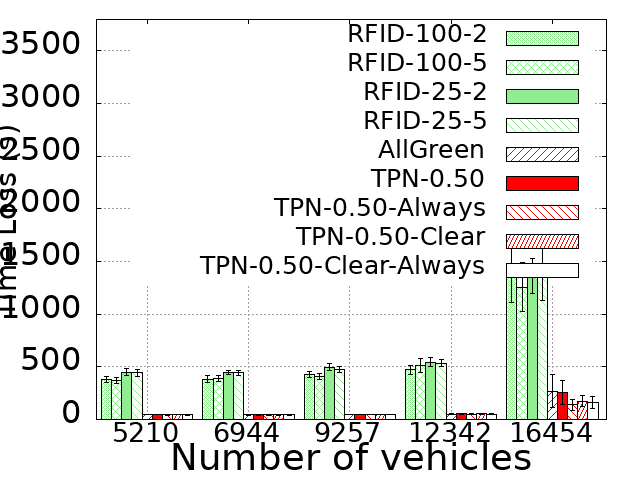 3500
3000
2500
2000
1500
1000
500
0
Time Loss (s)
RFID-100-2
RFID-100-5
RFID-25-2
RFID-25-5
AllGreen
TPN-0.50
TPN-0.50-Always
TPN-0.50-Clear
TPN-0.50-Clear-Always
5210 6944 9257 12342 16454
Number of vehicles